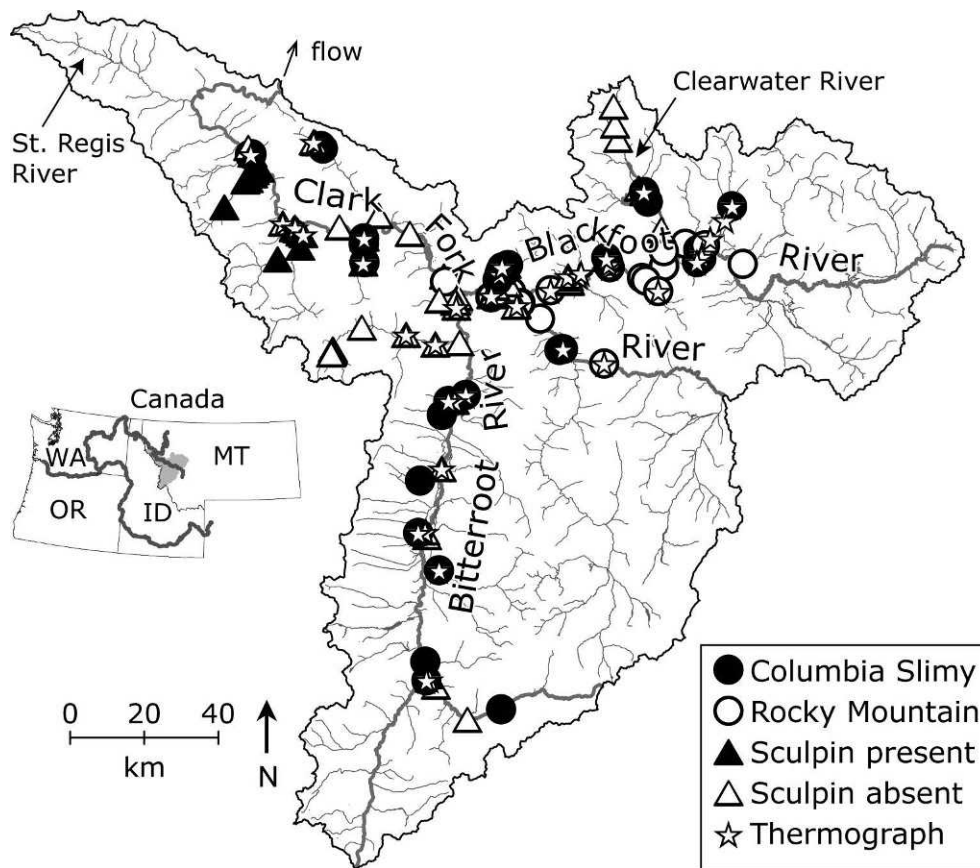 flow
Clearwater River
St. Regis
River
Clark
Fork
Blackfoot
River
River
River
Bitterroot
Canada
WA
MT
OR
ID
0 20 40
km
N
Columbia Slimy
Rocky Mountain
Sculpin present
Sculpin absent
Thermograph